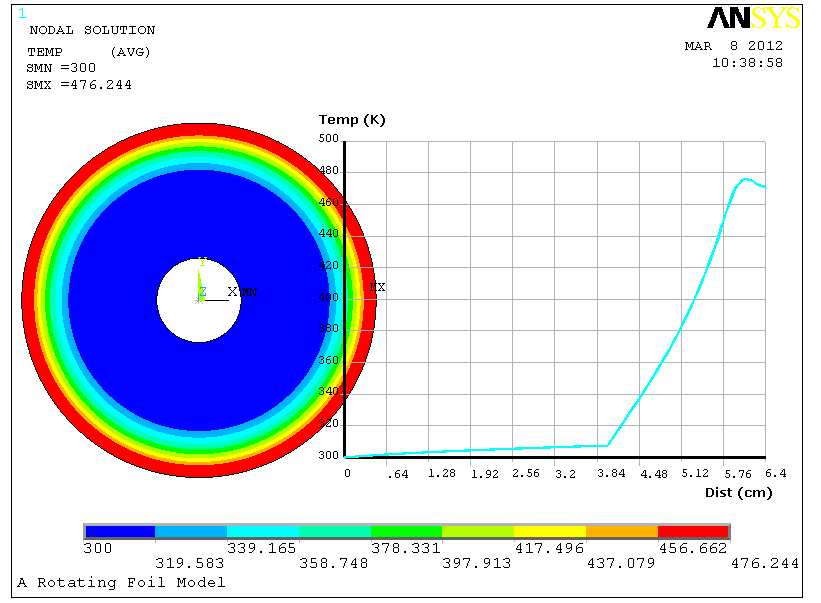 1
ANSYS
NODAL SOLUTION
MAR 8 2012
TEMP (AVG)
10:38:58
SMN =300
SMX =476.244
Temp (K)
500
480
460
440
420
400
380
360
340
320
300
Y
Z
X
MN
MX
0 .64 1.28 1.92 2.56 3.2 3.84 4.48 5.12 5.76 6.4
Dist (cm)
300 339.165 378.331 417.496 456.662
319.583 358.748 397.913 437.079 476.244
A Rotating Foil Model